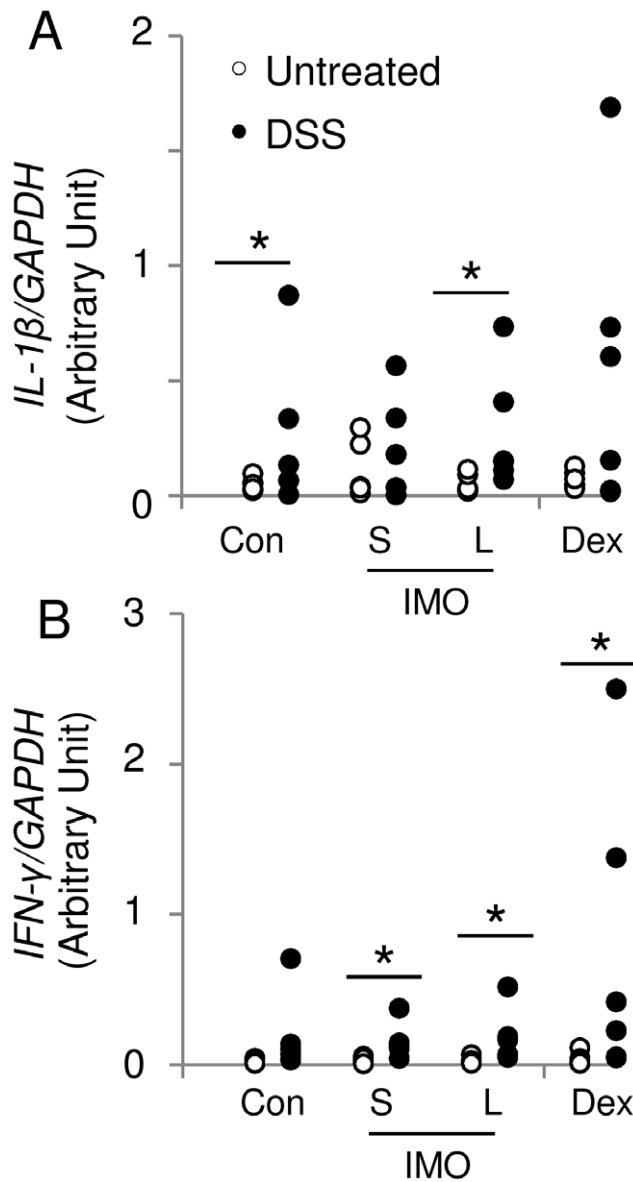 A
2
Untreated
DSS
IL-1β/GAPDH
(Arbitrary Unit)
*
*
1
0
Con
S
L
Dex
IMO
B
3
*
IFN-γ/GAPDH
(Arbitrary Unit)
2
1
*
*
0
Con
S
L
Dex
IMO